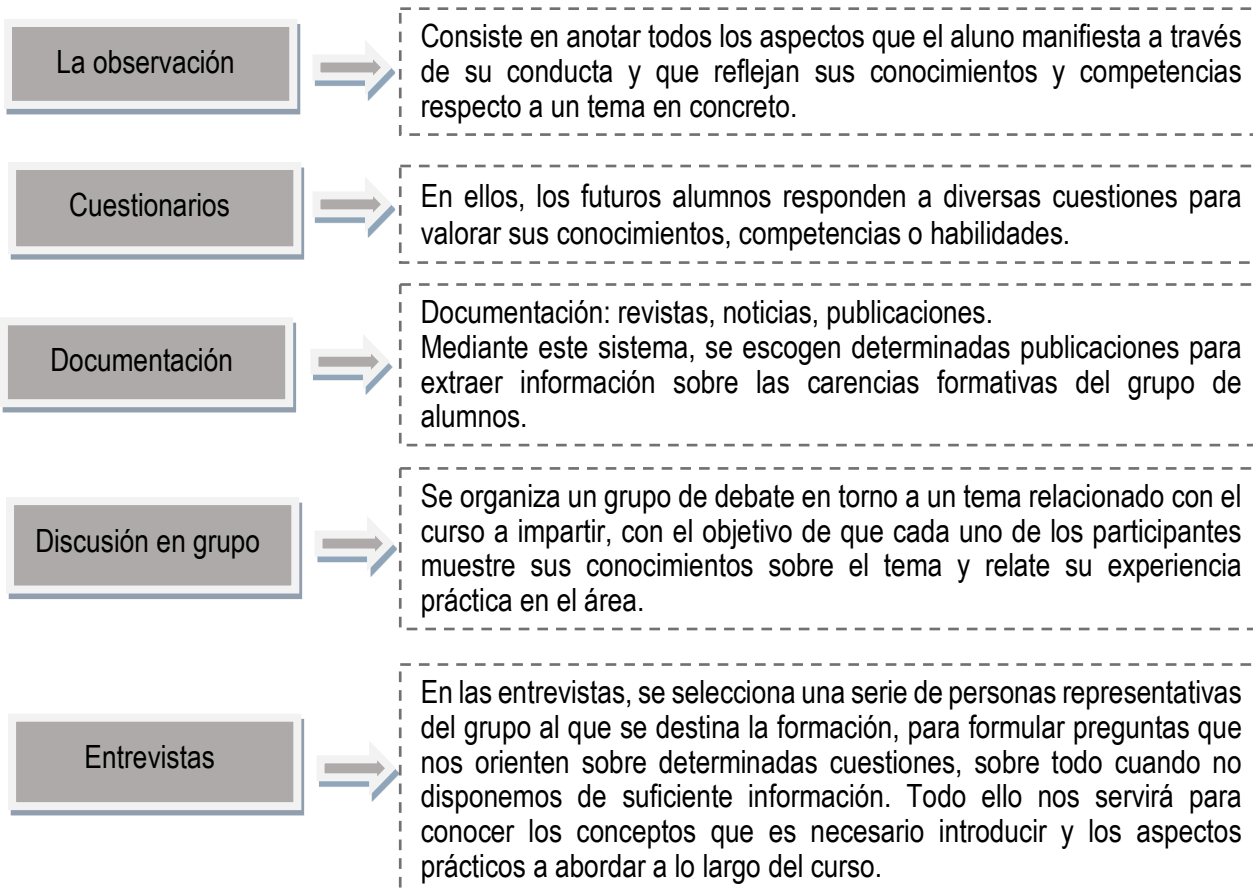 La observación
Consiste en anotar todos los aspectos que el aluno manifiesta a través
de su conducta y que reflejan sus conocimientos y competencias
respecto a un tema en concreto.
Cuestionarios
En ellos, los futuros alumnos responden a diversas cuestiones para
valorar sus conocimientos, competencias o habilidades.
Documentación
Documentación: revistas, noticias, publicaciones.
Mediante este sistema, se escogen determinadas publicaciones para
extraer información sobre las carencias formativas del grupo de
alumnos.
Discusión en grupo
Se organiza un grupo de debate en torno a un tema relacionado con el
curso a impartir, con el objetivo de que cada uno de los participantes
muestre sus conocimientos sobre el tema y relate su experiencia
práctica en el área.
Entrevistas
En las entrevistas, se selecciona una serie de personas representativas
del grupo al que se destina la formación, para formular preguntas que
nos orienten sobre determinadas cuestiones, sobre todo cuando no
disponemos de suficiente información. Todo ello nos servirá para
conocer los conceptos que es necesario introducir y los aspectos
prácticos a abordar a lo largo del curso.